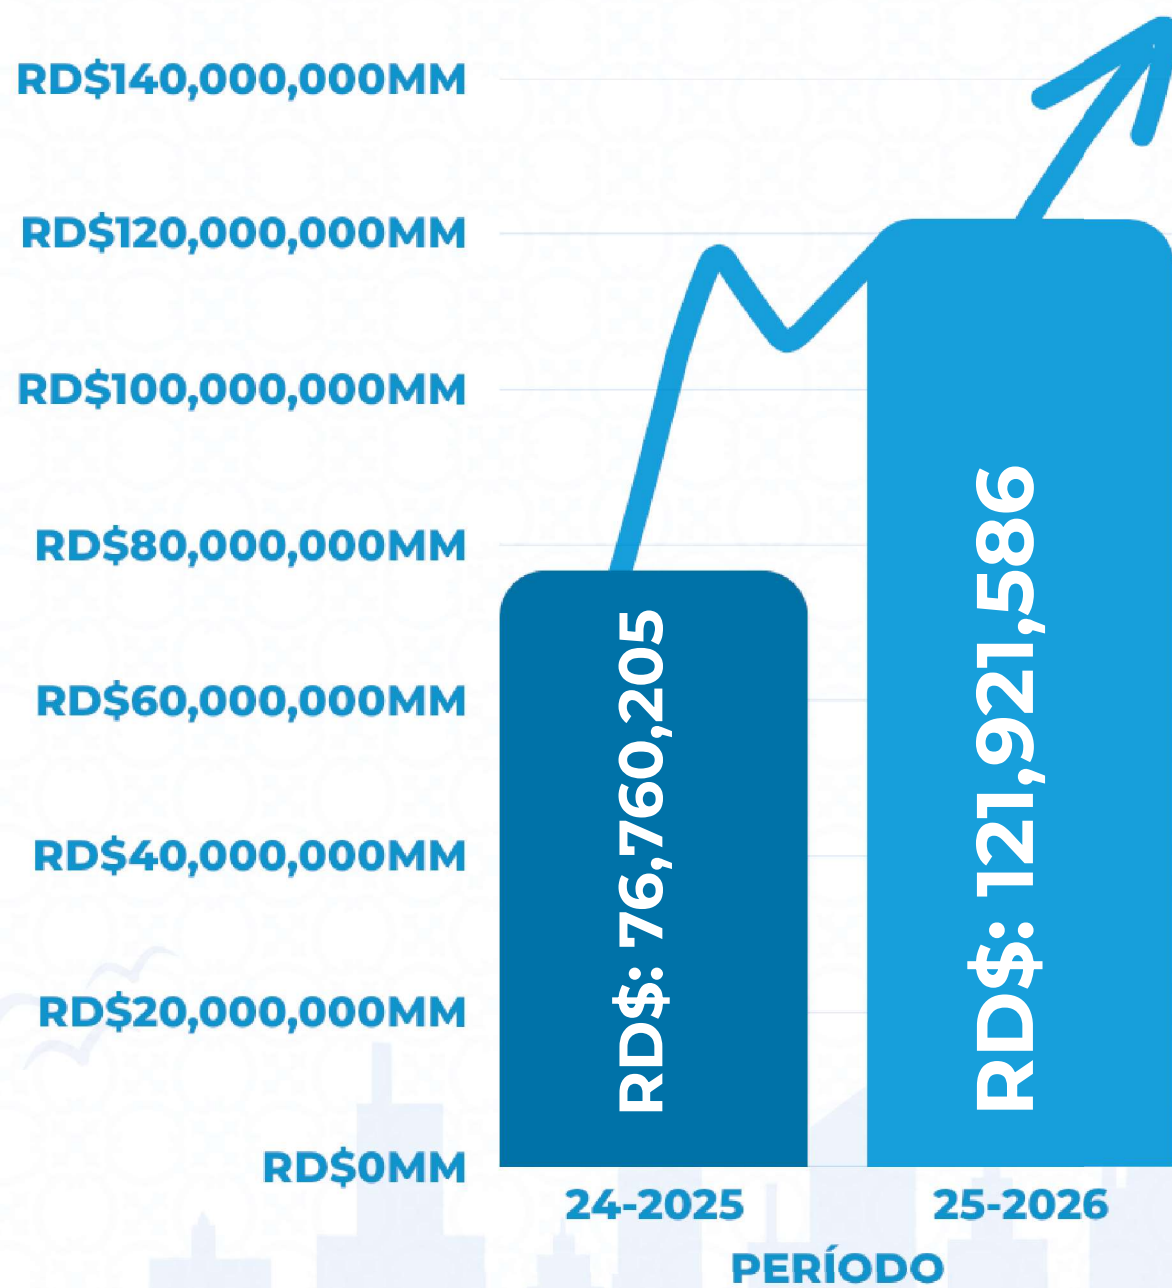 RD$140,000,000MM
RD$120,000,000MM
RD$100,000,000MM
RD$80,000,000MM
RD$60,000,000MM
RD$40,000,000MM
RD$20,000,000MM
RD$0MM
RD$: 76,760,205
RD$: 121,921,586
24-2025
25-2026
PERÍODO